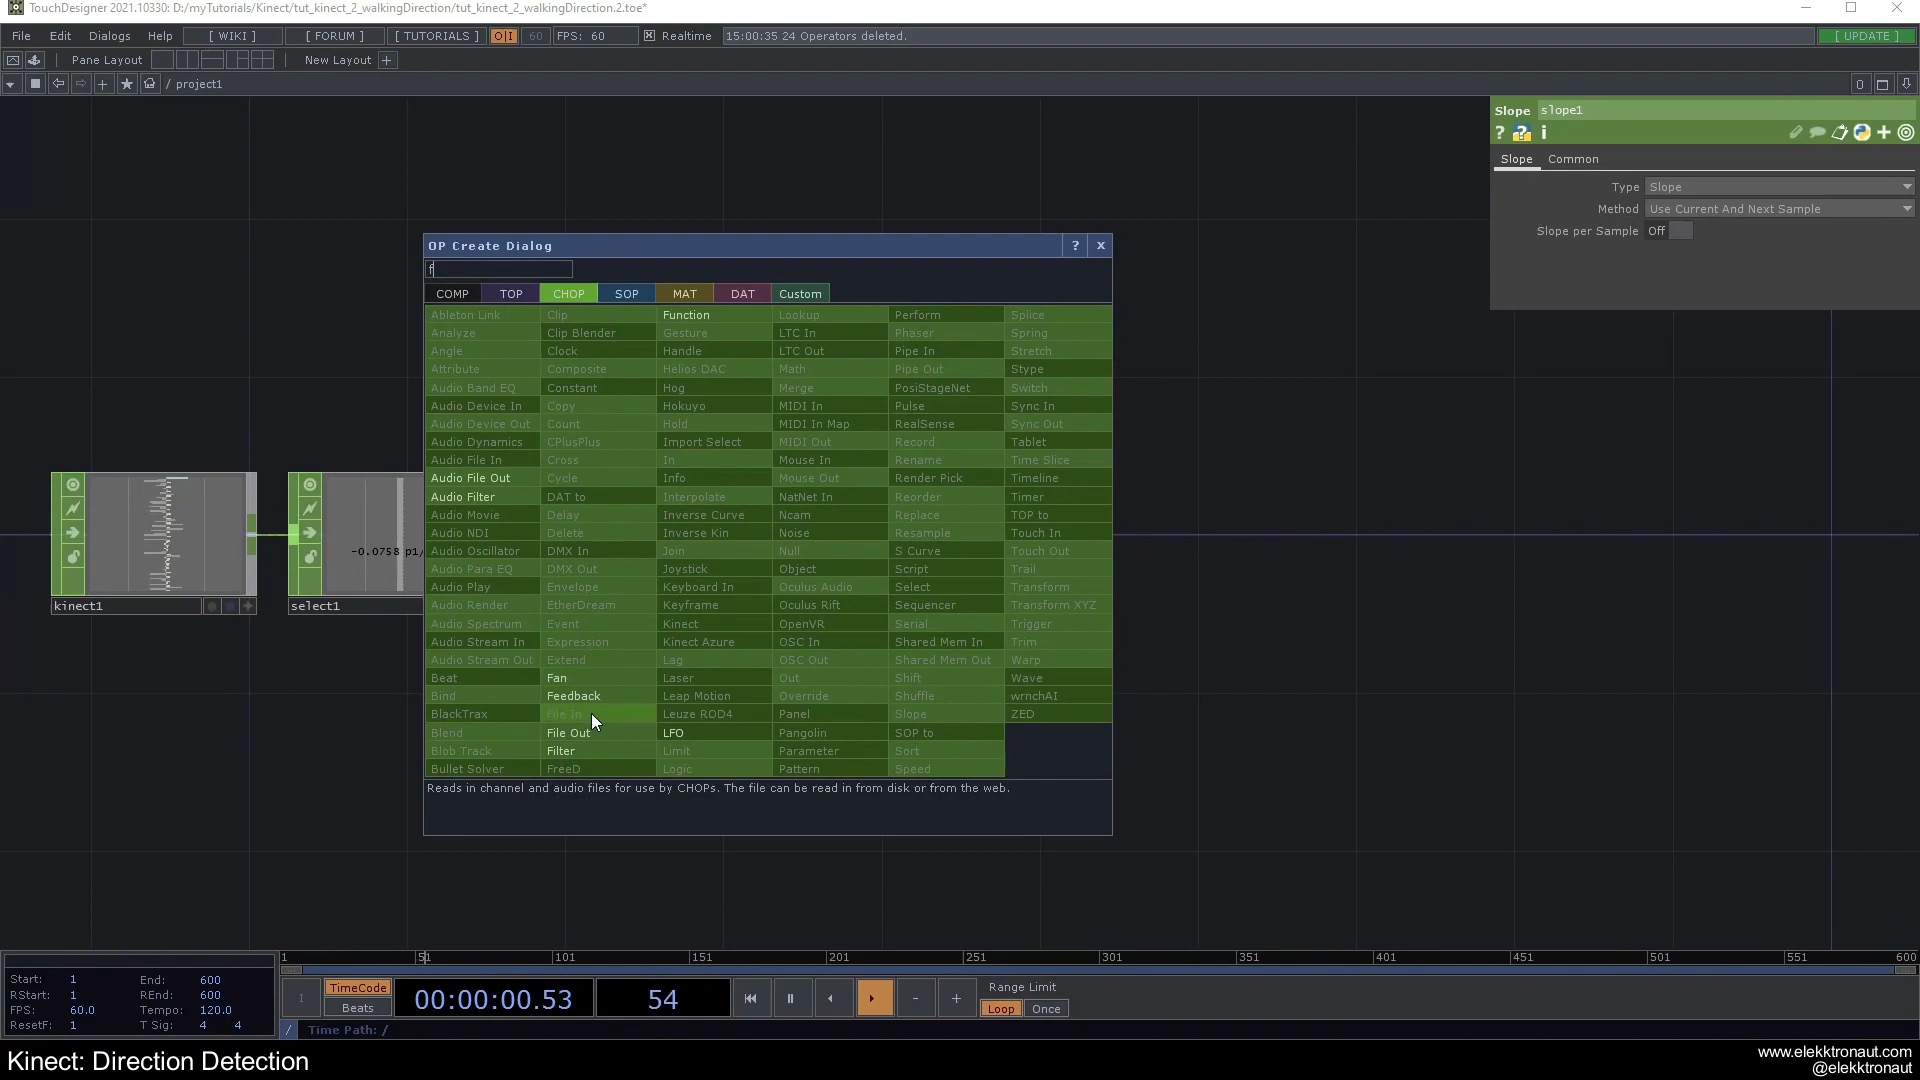 TouchDesigner 2021.10330: D:/myTutorials/Kinect/tut_kinect_2_walkingDirection/tut_kinect_2_walkingDirection.2.toe*
File Edit Dialogs Help [ WIKI ] [ FORUM ] [ TUTORIALS ] O|I 60 FPS: 60 Realtime 15:00:35 24 Operators deleted. [ UPDATE ]
Pane Layout New Layout +
/ project1 0
Slope slope1
? ? i
Slope Common
Type Slope
Method Use Current And Next Sample
Slope per Sample Off
OP Create Dialog ? x
f
COMP TOP CHOP SOP MAT DAT Custom
Ableton Link Clip Function Lookup Perform Splice
Analyze Clip Blender Gesture LTC In Phaser Spring
Angle Clock Handle LTC Out Pipe In Stretch
Attribute Composite Helios DAC Math Pipe Out Stype
Audio Band EQ Constant Hog Merge PosiStageNet Switch
Audio Device In Copy Hokuyo MIDI In Pulse Sync In
Audio Device Out Count Hold MIDI In Map RealSense Sync Out
Audio Dynamics CPlusPlus Import Select MIDI Out Record Tablet
Audio File In Cross In Mouse In Rename Time Slice
Audio File Out Cycle Info Mouse Out Render Pick Timeline
Audio Filter DAT to Interpolate NatNet In Reorder Timer
Audio Movie Delay Inverse Curve Ncam Replace TOP to
Audio NDI Delete Inverse Kin Noise Resample Touch In
Audio Oscillator DMX In Join Null S Curve Touch Out
Audio Para EQ DMX Out Joystick Object Script Trail
Audio Play Envelope Keyboard In Oculus Audio Select Transform
Audio Render EtherDream Keyframe Oculus Rift Sequencer Transform XYZ
Audio Spectrum Event Kinect OpenVR Serial Trigger
Audio Stream In Expression Kinect Azure OSC In Shared Mem In Trim
Audio Stream Out Extend Lag OSC Out Shared Mem Out Warp
Beat Fan Laser Out Shift Wave
Bind Feedback Leap Motion Override Shuffle wrnchAI
BlackTrax File In Leuze ROD4 Panel Slope ZED
Blend File Out LFO Pangolin SOP to
Blob Track Filter Limit Parameter Sort
Bullet Solver FreeD Logic Pattern Speed
Reads in channel and audio files for use by CHOPs. The file can be read in from disk or from the web.
-0.0758 p1/
kinect1 select1
1 51 101 151 201 251 301 351 401 451 501 551 600
Start: 1 End: 600
RStart: 1 REnd: 600
FPS: 60.0 Tempo: 120.0
ResetF: 1 T Sig: 4 4
TimeCode
Beats
00:00:00.53 54
Range Limit
Loop Once
/ Time Path: /
Kinect: Direction Detection
www.elekktronaut.com
@elekktronaut